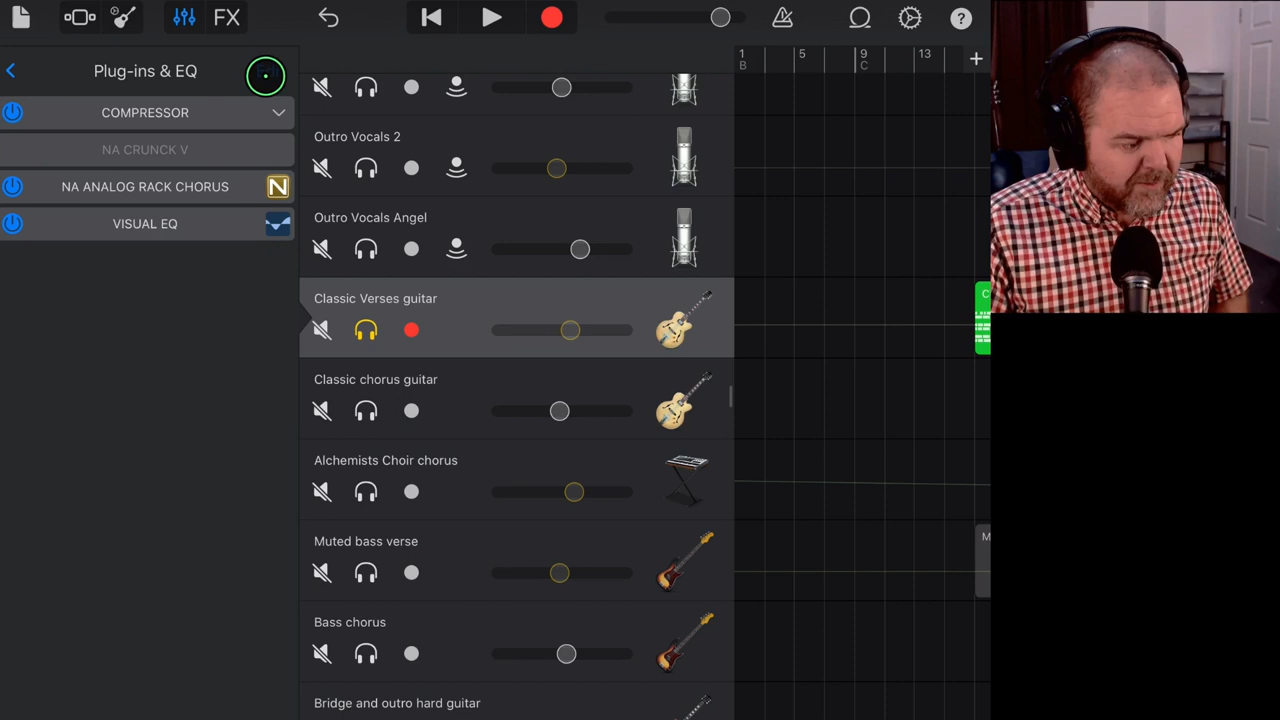 FX
?
1 5 9 13
B C
Plug-ins & EQ
COMPRESSOR
NA CRUNCK V
NA ANALOG RACK CHORUS N
VISUAL EQ
Outro Vocals 2
Outro Vocals Angel
Classic Verses guitar
C
Classic chorus guitar
Alchemists Choir chorus
Muted bass verse
M
Bass chorus
Bridge and outro hard guitar